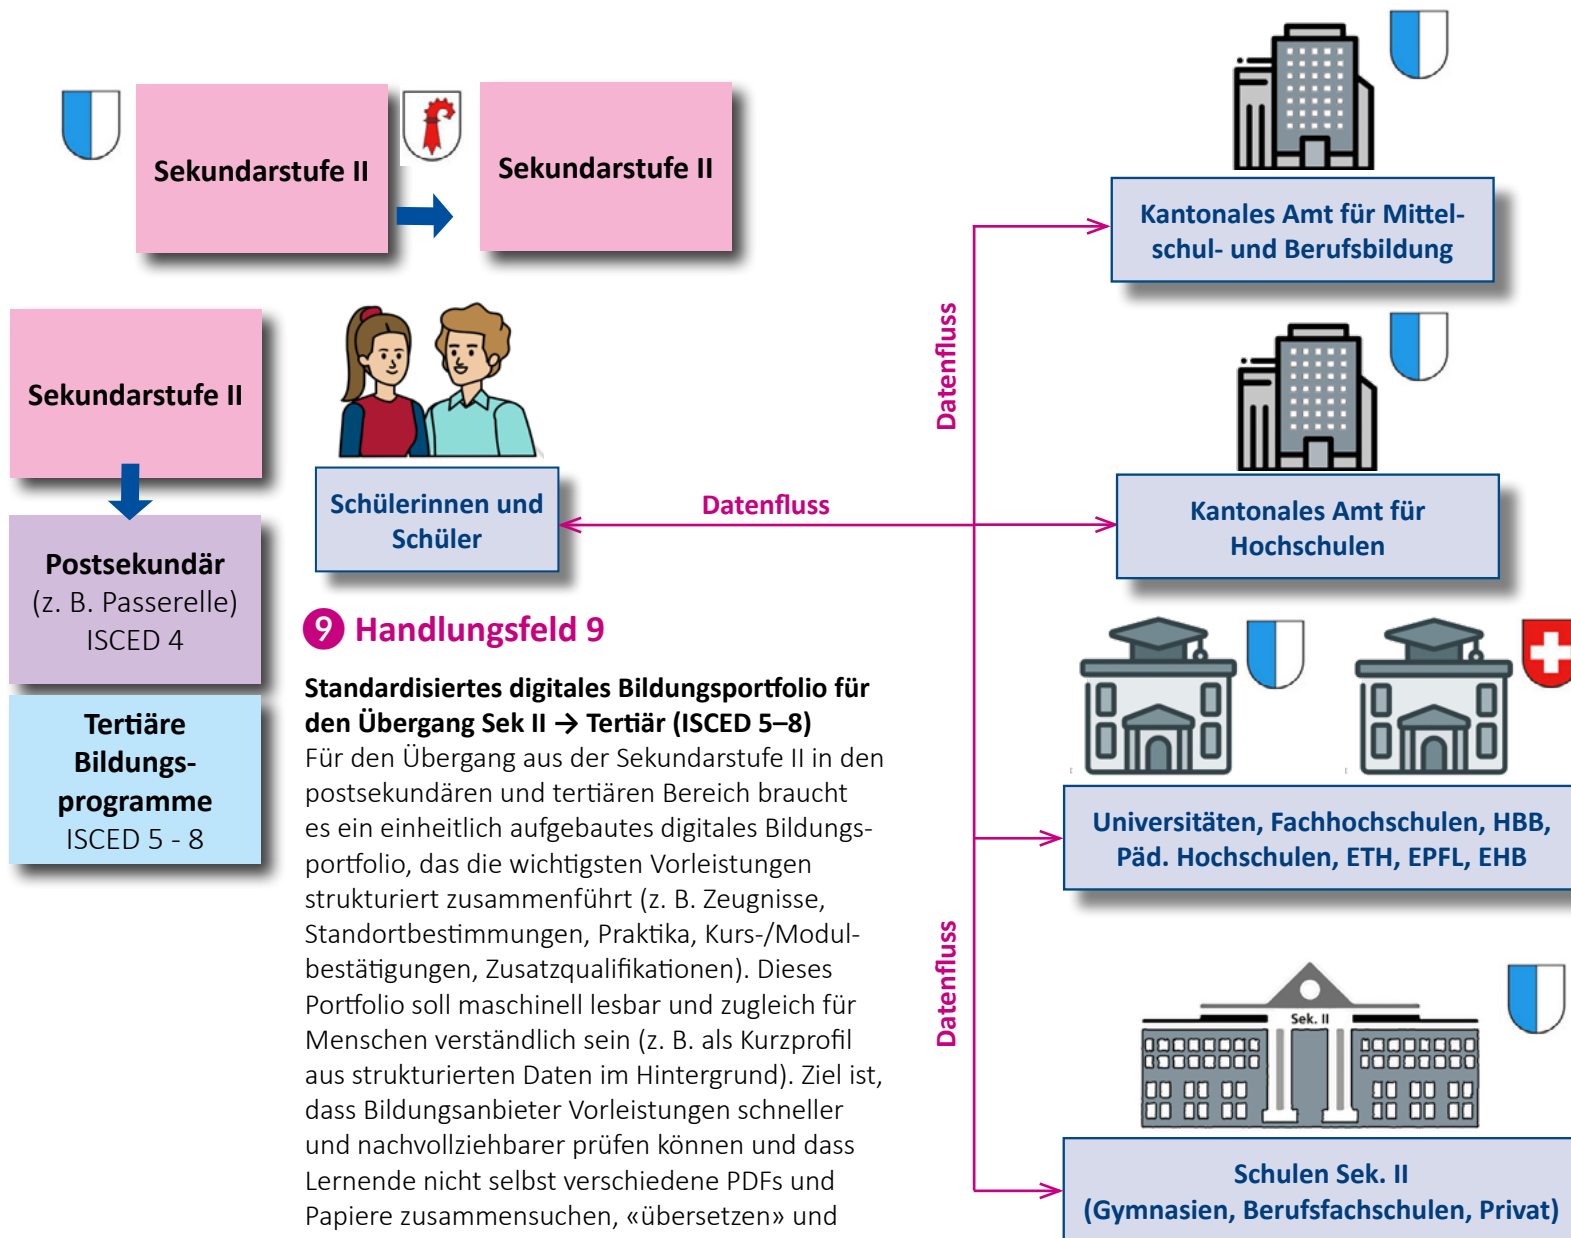 Sekundarstufe II
Sekundarstufe II
Sekundarstufe II
Postsekundär
(z. B. Passerelle)
ISCED 4
Tertiäre
Bildungs-
programme
ISCED 5 - 8
Schülerinnen und
Schüler
Datenfluss
Datenfluss
Datenfluss
Kantonales Amt für Mittel-
schul- und Berufsbildung
Kantonales Amt für
Hochschulen
Universitäten, Fachhochschulen, HBB,
Päd. Hochschulen, ETH, EPFL, EHB
Sek. II
Schulen Sek. II
(Gymnasien, Berufsfachschulen, Privat)
9 Handlungsfeld 9
Standardisiertes digitales Bildungsportfolio für
den Übergang Sek II → Tertiär (ISCED 5–8)
Für den Übergang aus der Sekundarstufe II in den
postsekundären und tertiären Bereich braucht
es ein einheitlich aufgebautes digitales Bildungs-
portfolio, das die wichtigsten Vorleistungen
strukturiert zusammenführt (z. B. Zeugnisse,
Standortbestimmungen, Praktika, Kurs-/Modul-
bestätigungen, Zusatzqualifikationen). Dieses
Portfolio soll maschinell lesbar und zugleich für
Menschen verständlich sein (z. B. als Kurzprofil
aus strukturierten Daten im Hintergrund). Ziel ist,
dass Bildungsanbieter Vorleistungen schneller
und nachvollziehbarer prüfen können und dass
Lernende nicht selbst verschiedene PDFs und
Papiere zusammensuchen, «übersetzen» und